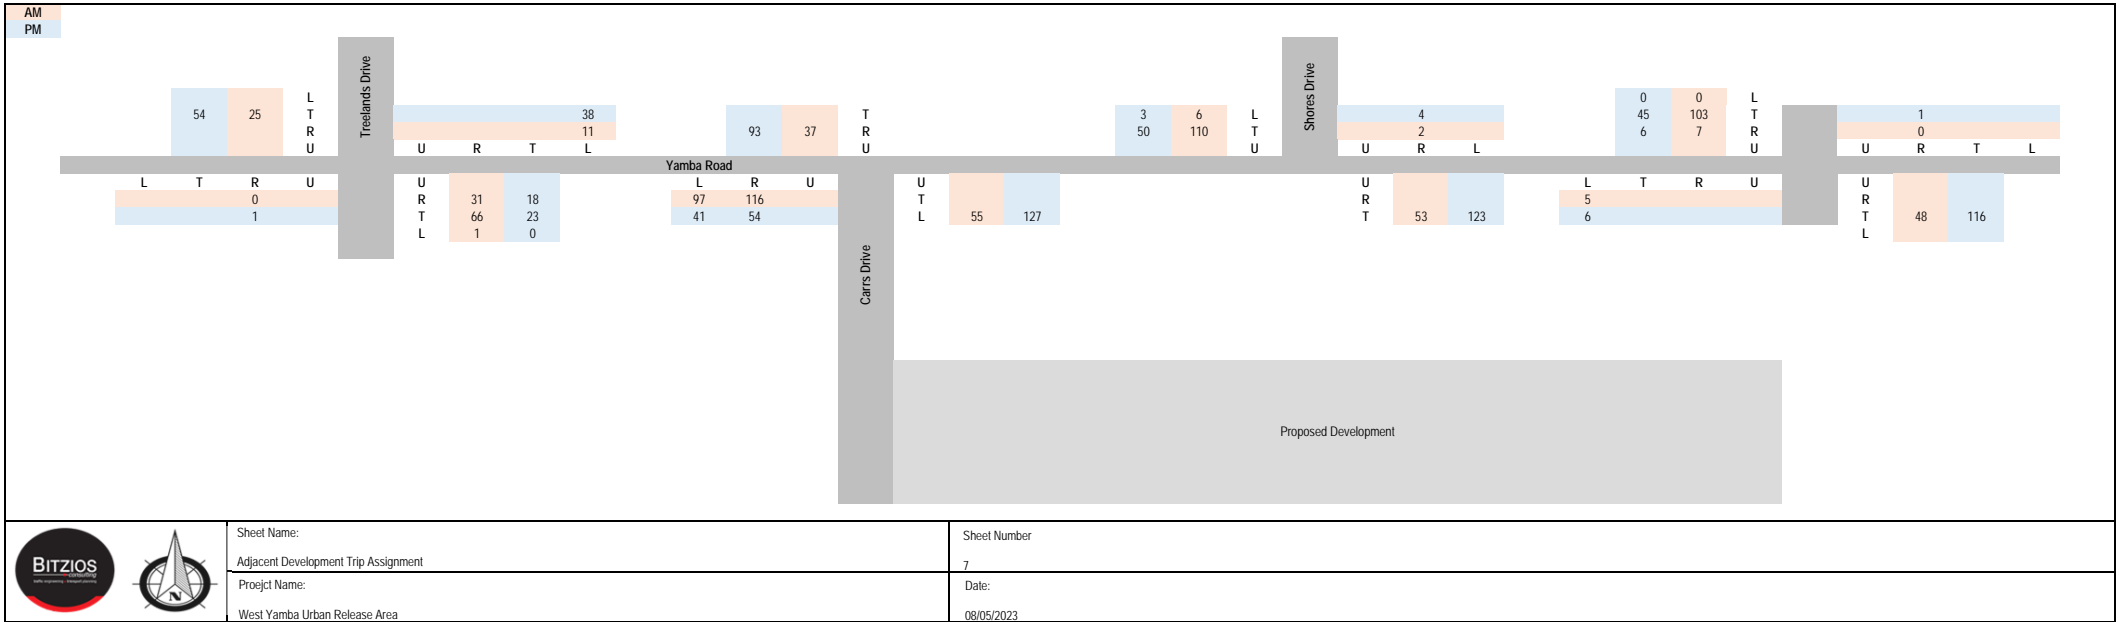 AM
PM
54 25 L
T
R
U
Treelands Drive
38
11
U R T L
93 37 T
R
U
3 6 L
50 110 T
U
Shores Drive
4
2
U R L
0 0 L
45 103 T
6 7 R
U
1
0
U R T L
Yamba Road
L T R U
0
1
U
R 31 18
T 66 23
L 1 0
L R U
97 116
41 54
Carrs Drive
U
T
L 55 127
U
R
T 53 123
L T R U
5
6
U
R
T 48 116
L
Proposed Development
BITZIOS
consulting
N
Sheet Name:
Adjacent Development Trip Assignment
Proejct Name:
West Yamba Urban Release Area
Sheet Number
7
Date:
08/05/2023